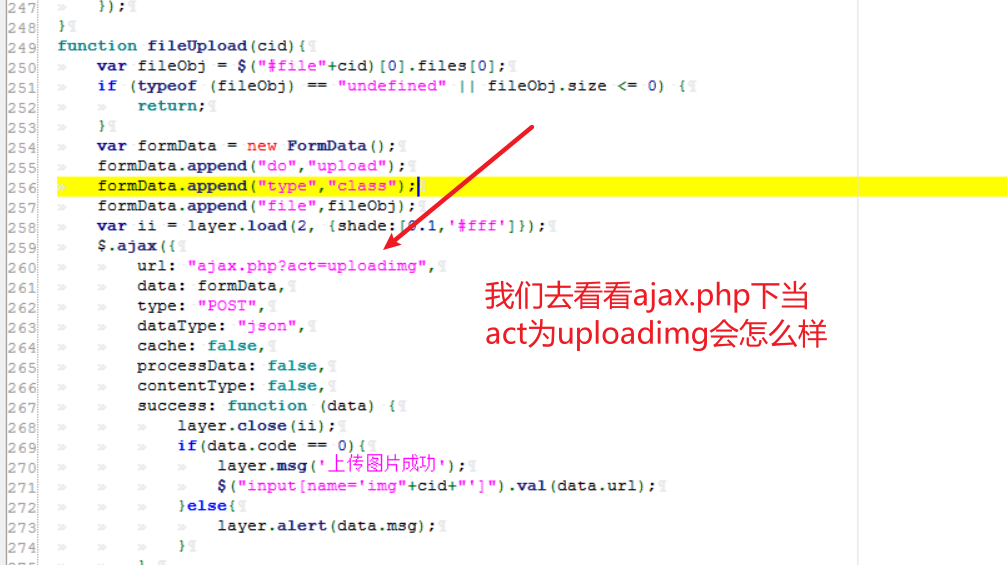 247 });
248 }
249 function fileUpload(cid){
250 var fileObj = $("#file"+cid)[0].files[0];
251 if (typeof (fileObj) == "undefined" || fileObj.size <= 0) {
252 return;
253 }
254 var formData = new FormData();
255 formData.append("do","upload");
256 formData.append("type","class");
257 formData.append("file",fileObj);
258 var ii = layer.load(2, {shade:[0.1,'#fff']});
259 $.ajax({
260 url: "ajax.php?act=uploadimg",
261 data: formData,
262 type: "POST",
263 dataType: "json",
264 cache: false,
265 processData: false,
266 contentType: false,
267 success: function (data) {
268 layer.close(ii);
269 if(data.code == 0){
270 layer.msg('上传图片成功');
271 $("input[name='img"+cid+"']").val(data.url);
272 }else{
273 layer.alert(data.msg);
274 }
我们去看看ajax.php下当
act为uploadimg会怎么样